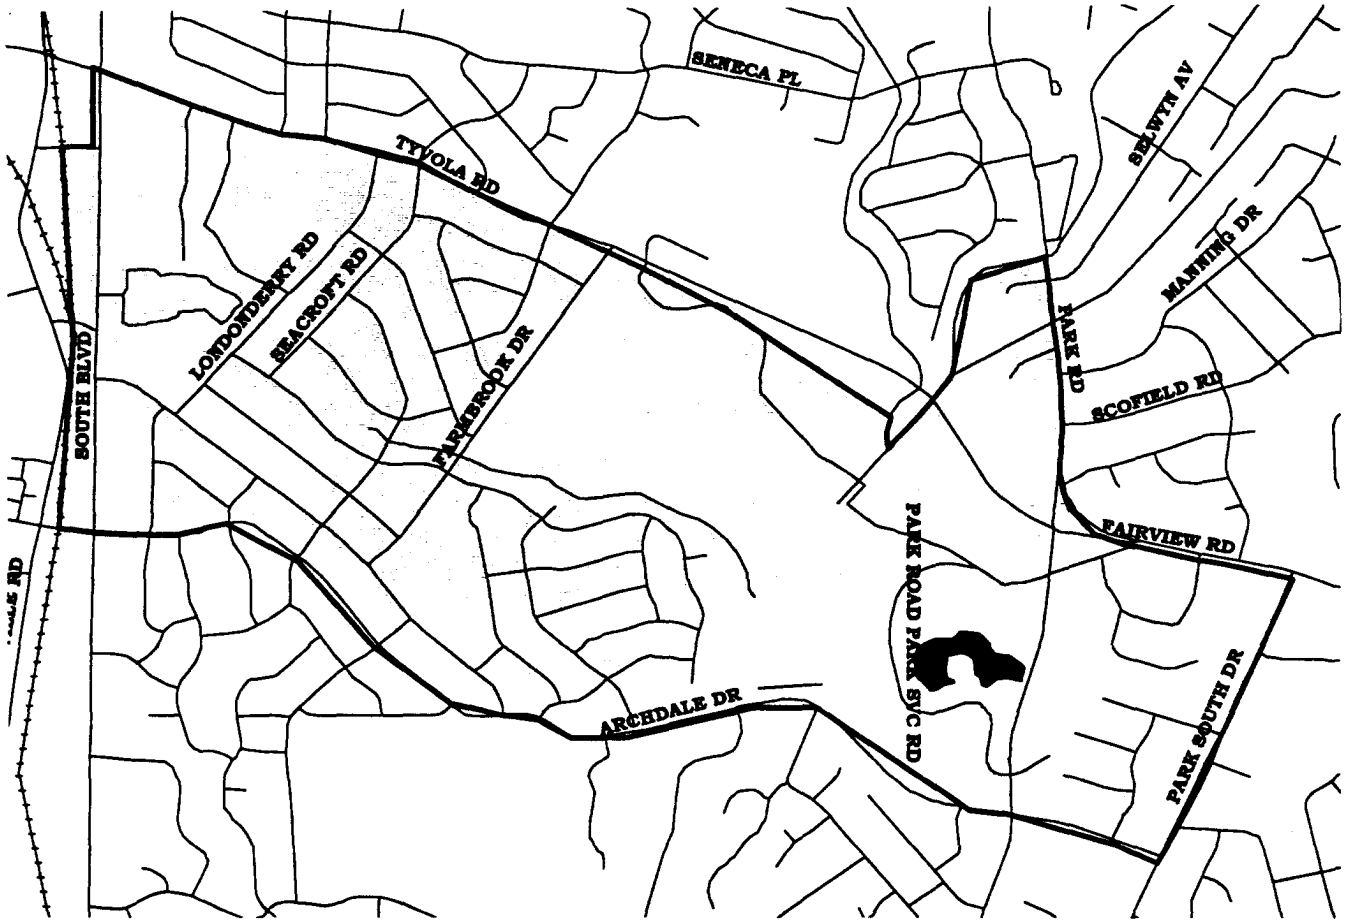 SENECA PL
SELWYN AV
TYVOLA RD
MANNING DR
LONDONDERRY RD
SEACROFT RD
PARK RD
SOUTH BLVD
FARMBROOK DR
SCOFIELD RD
FAIRVIEW RD
PARK ROAD PARK SVC RD
RD
PARK SOUTH DR
ARCHDALE DR